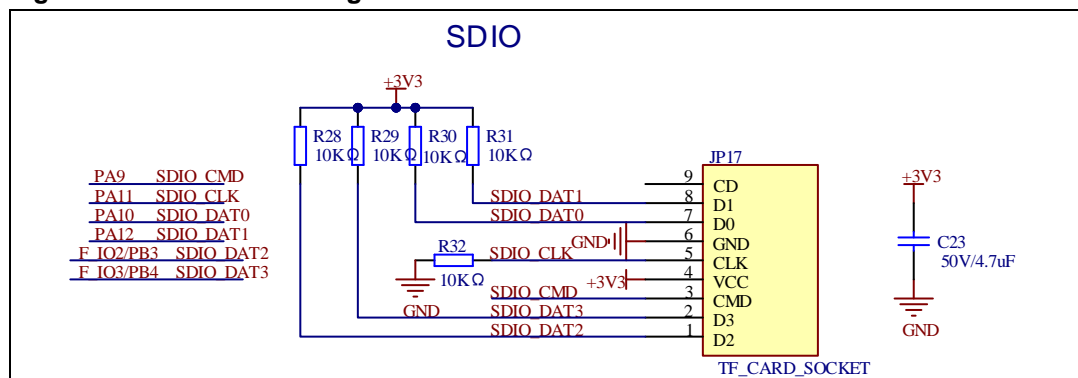 SDIO
+3V3
R28 R29 R30 R31
10KΩ 10KΩ 10KΩ 10KΩ
JP17
PA9 SDIO_CMD
PA11 SDIO_CLK
PA10 SDIO_DAT0
PA12 SDIO_DAT1
F_IO2/PB3 SDIO_DAT2
F_IO3/PB4 SDIO_DAT3
9 CD
SDIO_DAT1 8 D1
SDIO_DAT0 7 D0
GND 6 GND
R32 SDIO_CLK 5 CLK
10KΩ
GND
+3V3 4 VCC
SDIO_CMD 3 CMD
SDIO_DAT3 2 D3
SDIO_DAT2 1 D2
TF_CARD_SOCKET
+3V3
C23
50V/4.7uF
GND